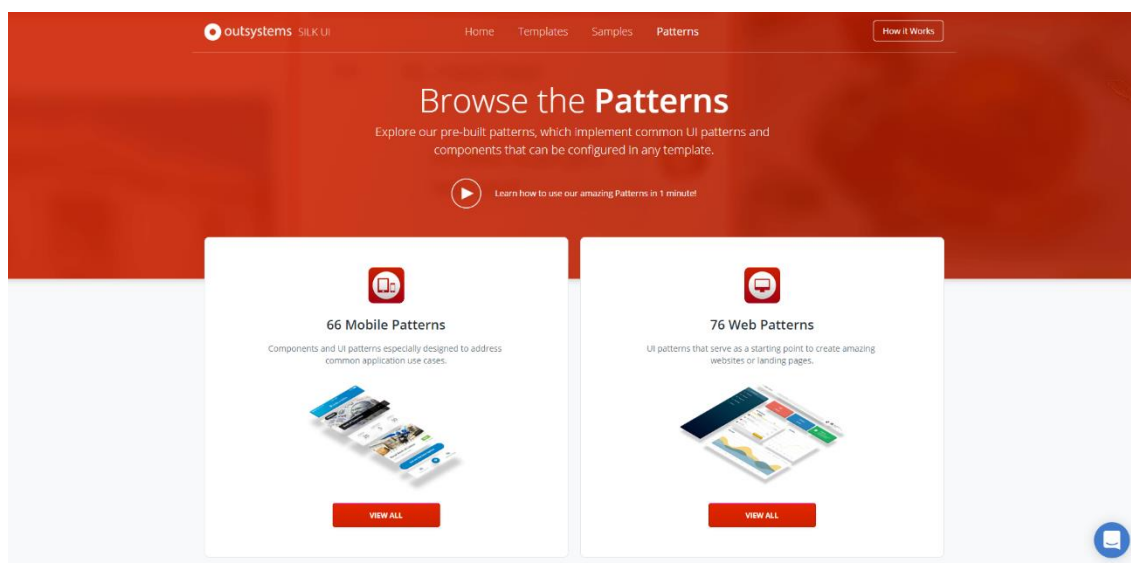 outsystems SILK UI
Home Templates Samples Patterns
How it Works
Browse the Patterns
Explore our pre-built patterns, which implement common UI patterns and
components that can be configured in any template.
Learn how to use our amazing Patterns in 1 minute!
66 Mobile Patterns
Components and UI patterns especially designed to address
common application use cases.
VIEW ALL
76 Web Patterns
UI patterns that serve as a starting point to create amazing
websites or landing pages.
VIEW ALL